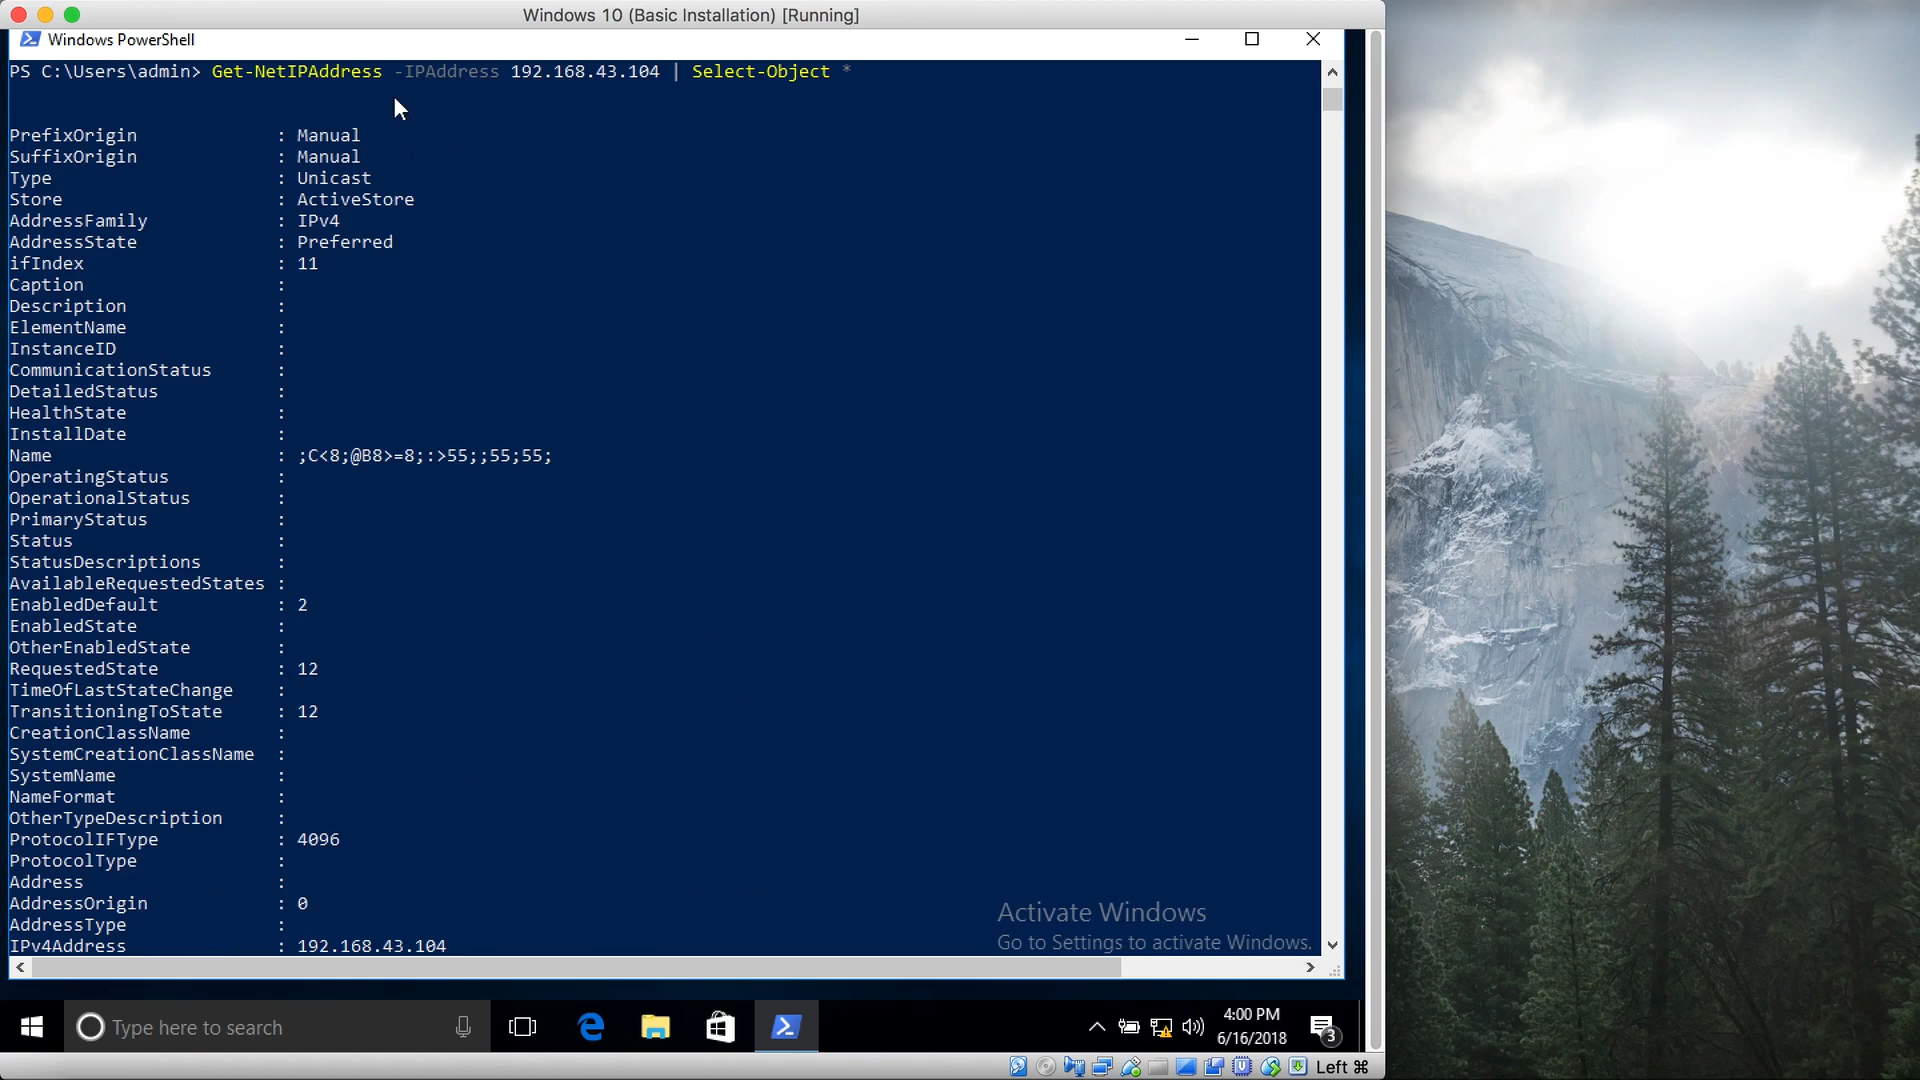 Windows 10 (Basic Installation) [Running]
Windows PowerShell
PS C:\Users\admin> Get-NetIPAddress -IPAddress 192.168.43.104 | Select-Object *
PrefixOrigin : Manual
SuffixOrigin : Manual
Type : Unicast
Store : ActiveStore
AddressFamily : IPv4
AddressState : Preferred
ifIndex : 11
Caption :
Description :
ElementName :
InstanceID :
CommunicationStatus :
DetailedStatus :
HealthState :
InstallDate :
Name : ;C<8;@B8>=8;:>55;;55;55;
OperatingStatus :
OperationalStatus :
PrimaryStatus :
Status :
StatusDescriptions :
AvailableRequestedStates :
EnabledDefault : 2
EnabledState :
OtherEnabledState :
RequestedState : 12
TimeOfLastStateChange :
TransitioningToState : 12
CreationClassName :
SystemCreationClassName :
SystemName :
NameFormat :
OtherTypeDescription :
ProtocolIFType : 4096
ProtocolType :
Address :
AddressOrigin : 0
AddressType :
IPv4Address : 192.168.43.104
Activate Windows
Go to Settings to activate Windows.
Type here to search
4:00 PM
6/16/2018
3
Left ⌘